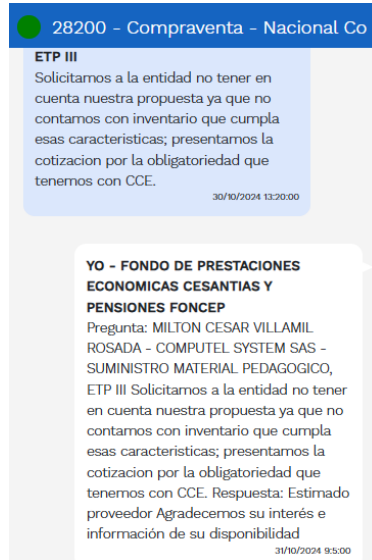 28200 - Compraventa - Nacional Co
ETP III
Solicitamos a la entidad no tener en
cuenta nuestra propuesta ya que no
contamos con inventario que cumpla
esas caracteristicas; presentamos la
cotizacion por la obligatoriedad que
tenemos con CCE.
30/10/2024 13:20:00
YO - FONDO DE PRESTACIONES
ECONOMICAS CESANTIAS Y
PENSIONES FONCEP
Pregunta: MILTON CESAR VILLAMIL
ROSADA - COMPUTEL SYSTEM SAS -
SUMINISTRO MATERIAL PEDAGOGICO,
ETP III Solicitamos a la entidad no tener
en cuenta nuestra propuesta ya que no
contamos con inventario que cumpla
esas caracteristicas; presentamos la
cotizacion por la obligatoriedad que
tenemos con CCE. Respuesta: Estimado
proveedor Agradecemos su interés e
información de su disponibilidad
31/10/2024 9:5:00